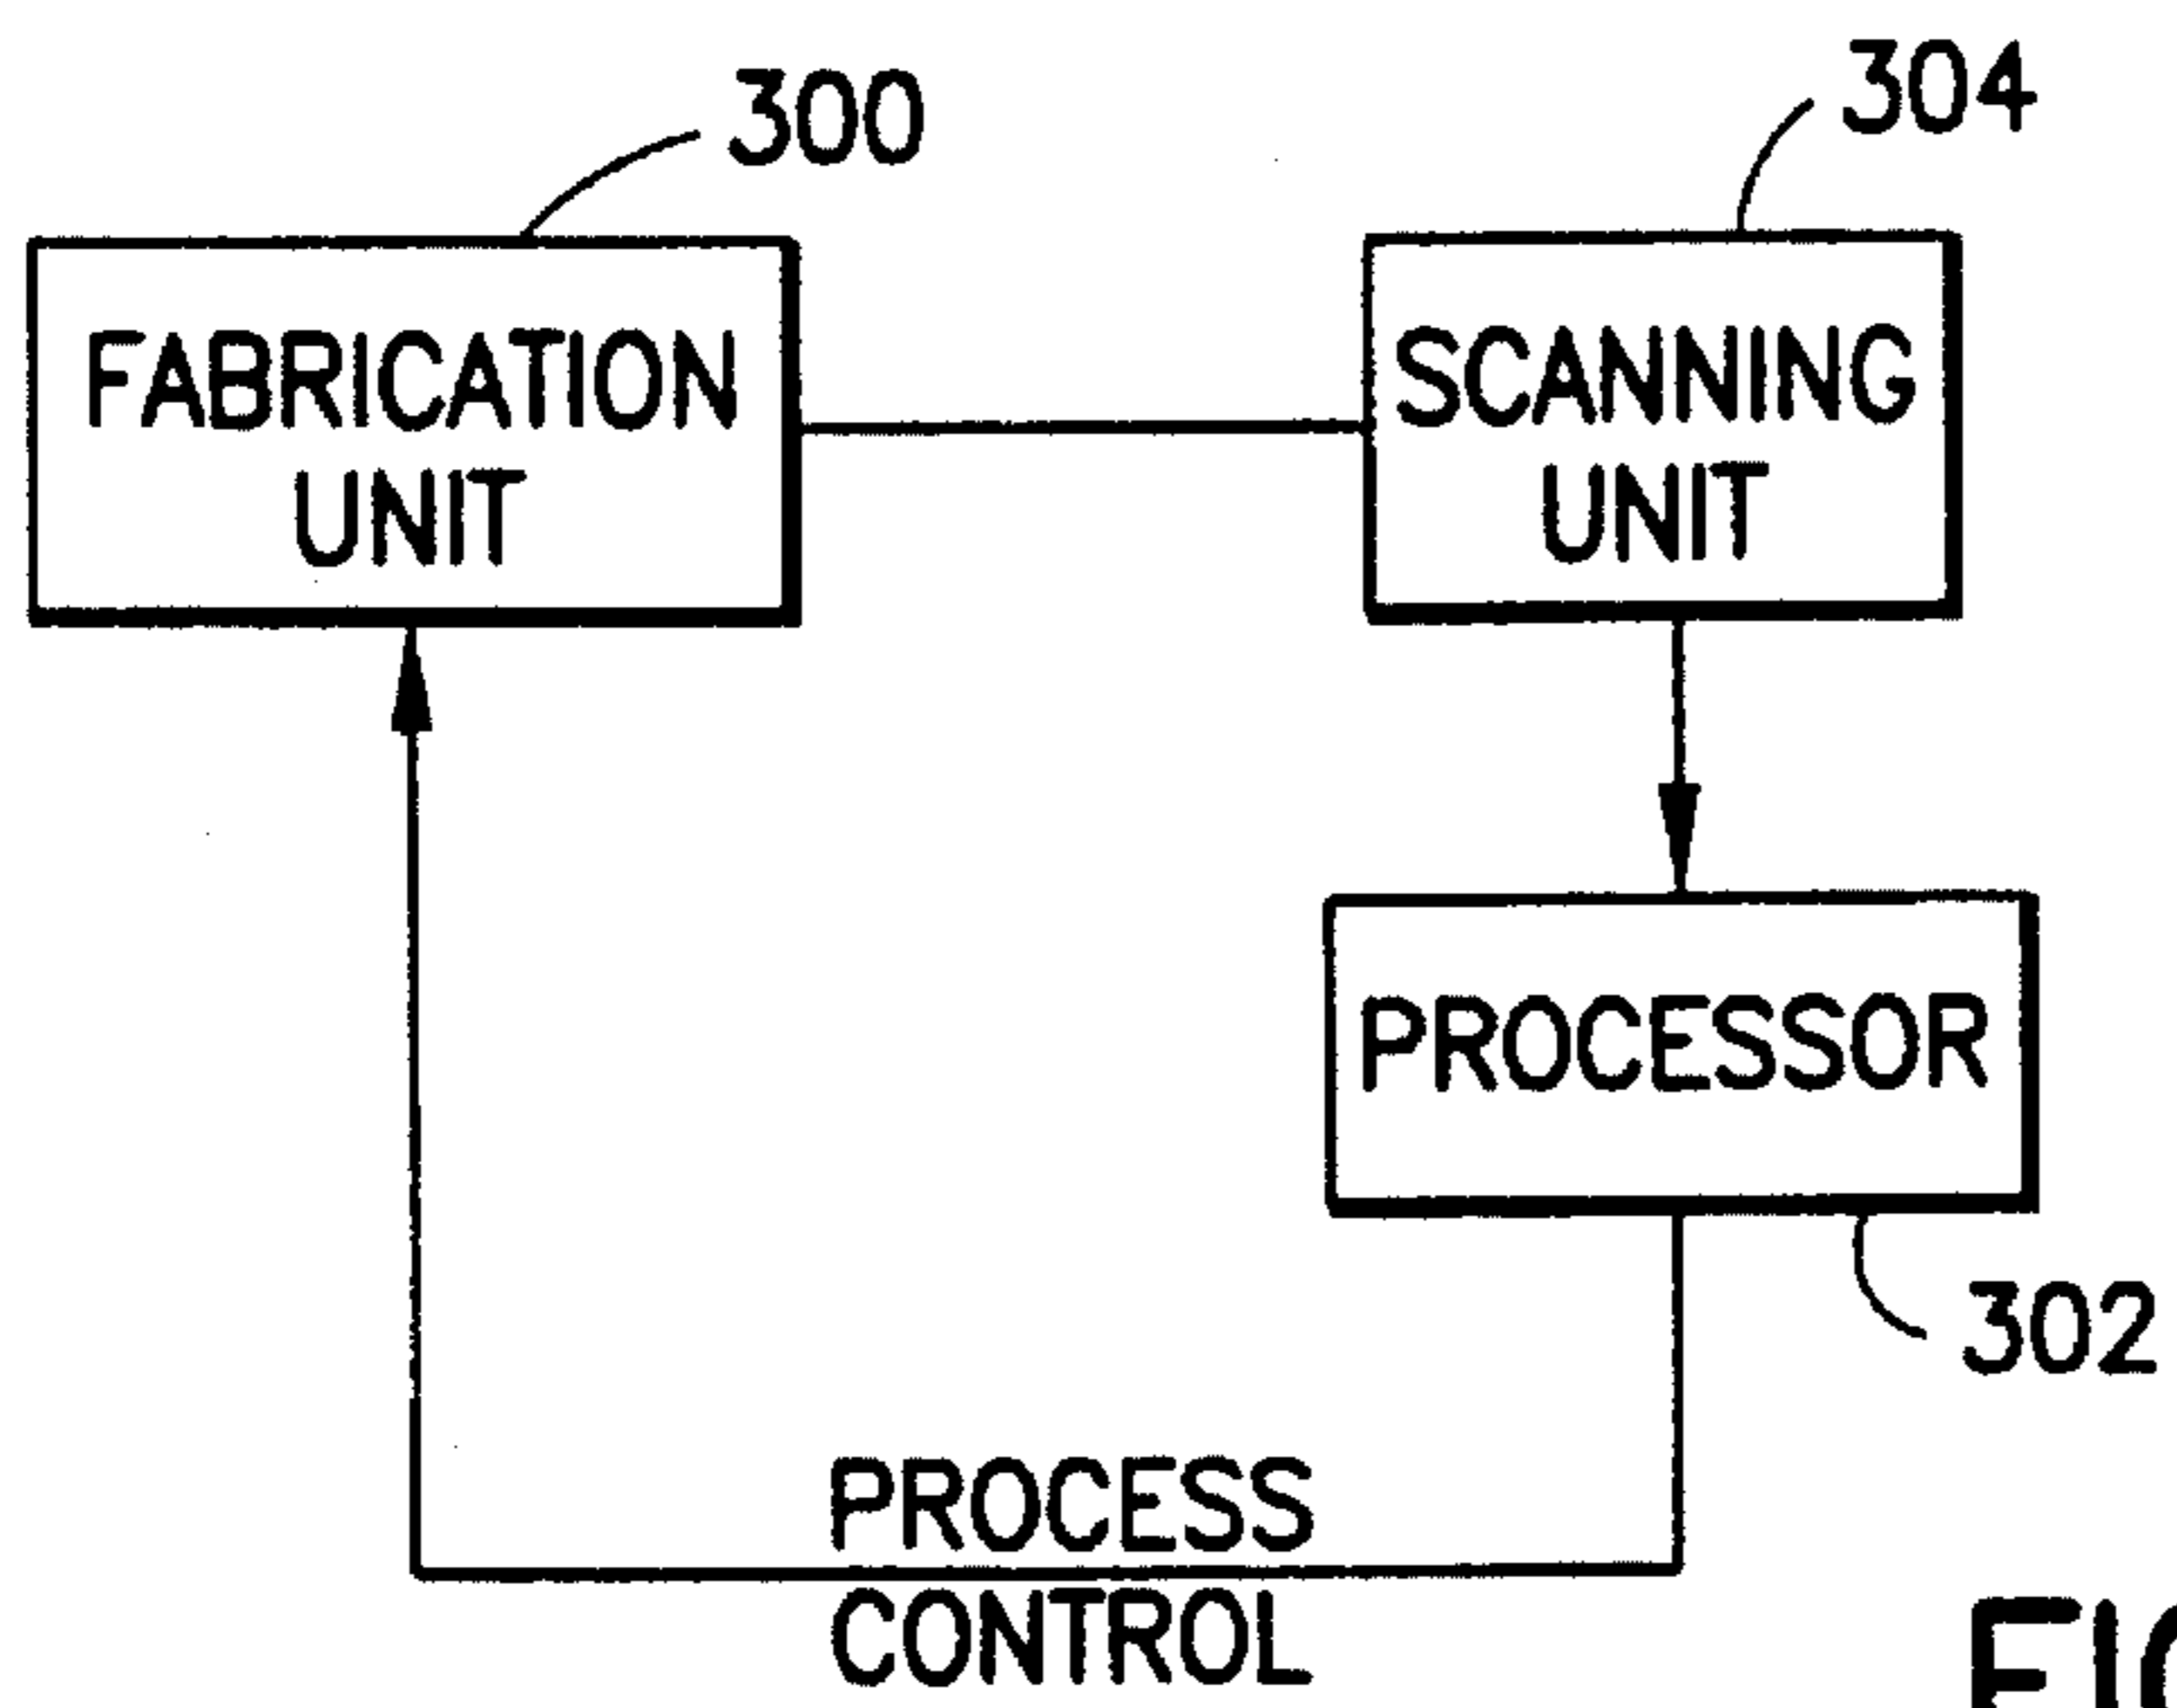 300
304
FABRICATION
UNIT
SCANNING
UNIT
PROCESSOR
302
PROCESS
CONTROL